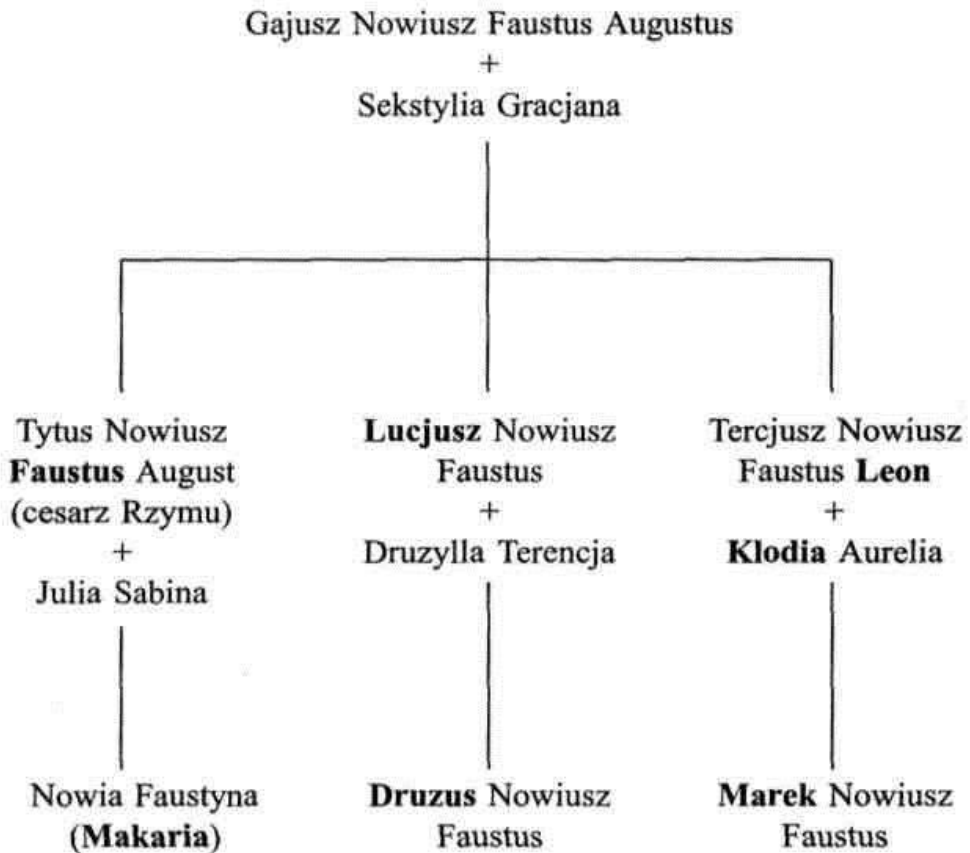 Gajusz Nowiusz Faustus Augustus
+
Sekstylia Gracjana
Tytus Nowiusz
Faustus August
(cesarz Rzymu)
+
Julia Sabina
Lucjusz Nowiusz
Faustus
+
Druzylla Terencja
Tercjusz Nowiusz
Faustus Leon
+
Klodia Aurelia
Nowia Faustyna
(Makaria)
Druzus Nowiusz
Faustus
Marek Nowiusz
Faustus